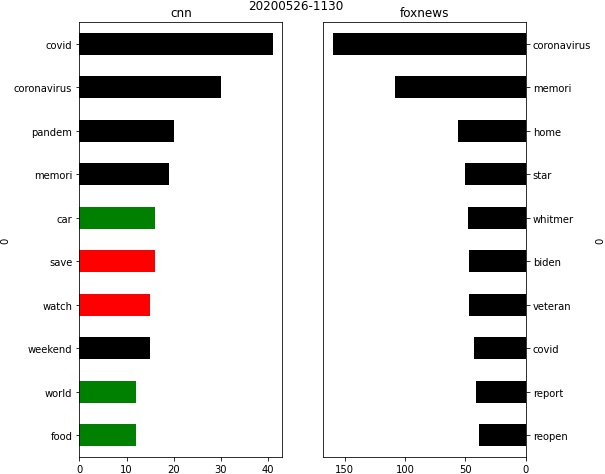 20200526-1130
cnn
covid
coronavirus
pandem
memori
car
save
watch
weekend
world
food
0 10 20 30 40
0
foxnews
coronavirus
memori
home
star
whitmer
biden
veteran
covid
report
reopen
150 100 50 0
0